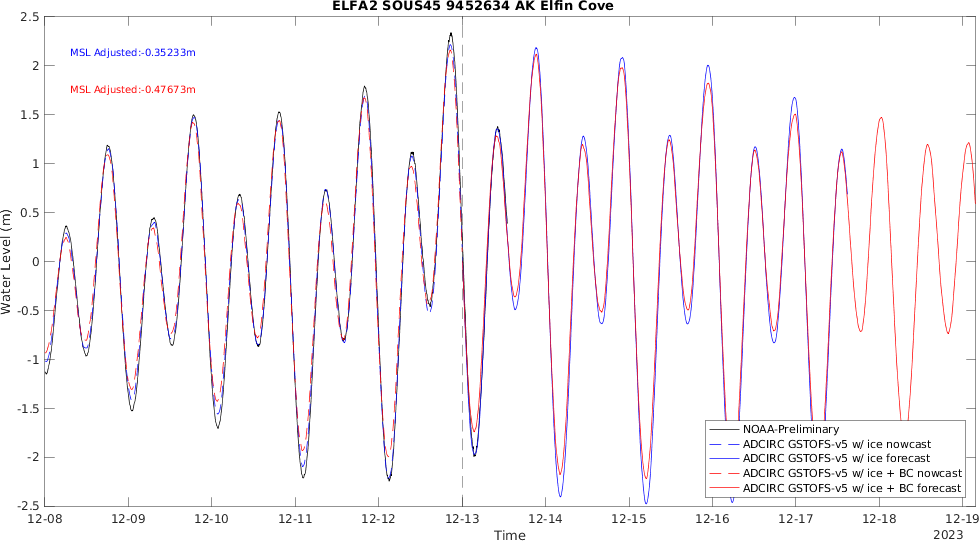 ELFA2 SOUS45 9452634 AK Elfin Cove
2.5
2
1.5
1
0.5
0
-0.5
-1
-1.5
-2
-2.5
Water Level (m)
MSL Adjusted:-0.35233m
MSL Adjusted:-0.47673m
NOAA-Preliminary
ADCIRC GSTOFS-v5 w/ ice nowcast
ADCIRC GSTOFS-v5 w/ ice forecast
ADCIRC GSTOFS-v5 w/ ice + BC nowcast
ADCIRC GSTOFS-v5 w/ ice + BC forecast
12-08 12-09 12-10 12-11 12-12 12-13 12-14 12-15 12-16 12-17 12-18 12-19
Time
2023